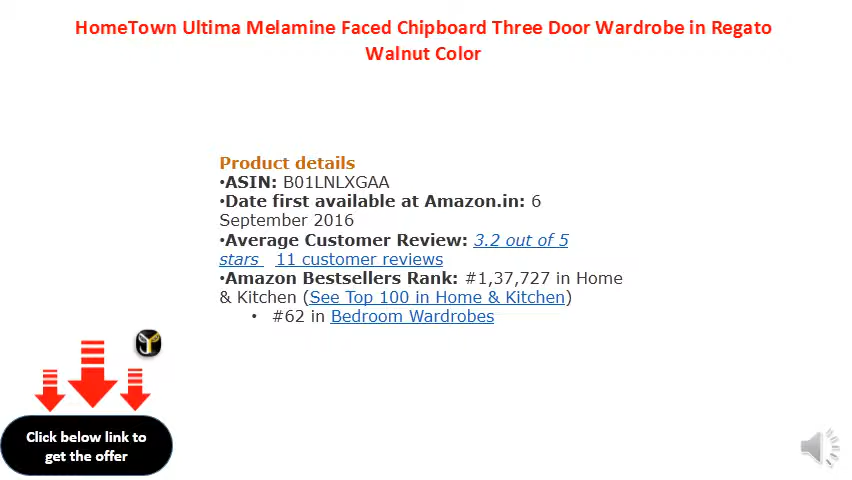 HomeTown Ultima Melamine Faced Chipboard Three Door Wardrobe in Regato
Walnut Color
Product details
•ASIN: B01LNLXGAA
•Date first available at Amazon.in: 6
September 2016
•Average Customer Review: 3.2 out of 5
stars   11 customer reviews
•Amazon Bestsellers Rank: #1,37,727 in Home
& Kitchen (See Top 100 in Home & Kitchen)
• #62 in Bedroom Wardrobes
Click below link to
get the offer